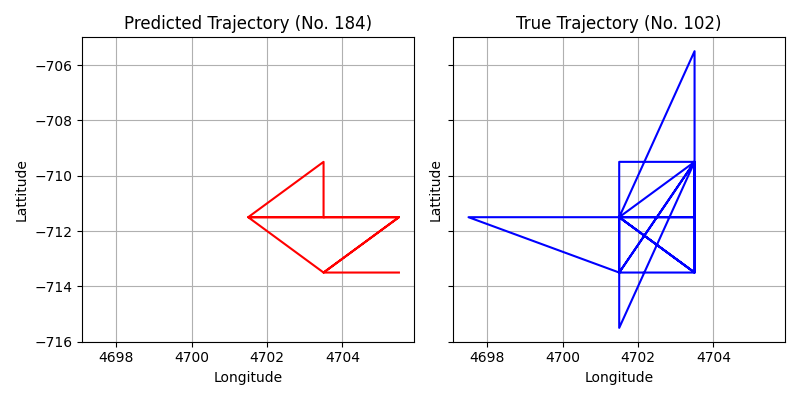 Predicted Trajectory (No. 184)
True Trajectory (No. 102)
Lattitude
−706
−708
−710
−712
−714
−716
4698 4700 4702 4704
Longitude
Lattitude
4698 4700 4702 4704
Longitude